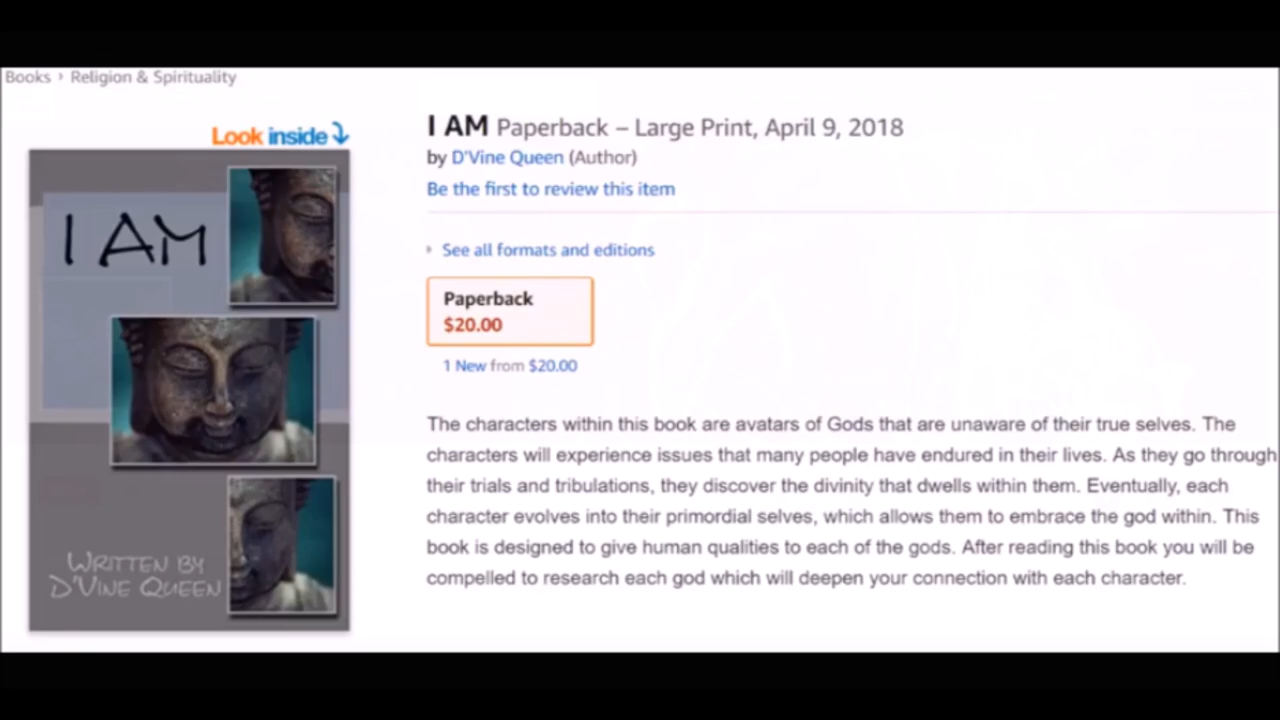 Books › Religion & Spirituality
Look inside
I AM
WRITTEN BY
D'VINE QUEEN
I AM Paperback – Large Print, April 9, 2018
by D'Vine Queen (Author)
Be the first to review this item
See all formats and editions
Paperback
$20.00
1 New from $20.00
The characters within this book are avatars of Gods that are unaware of their true selves. The
characters will experience issues that many people have endured in their lives. As they go through
their trials and tribulations, they discover the divinity that dwells within them. Eventually, each
character evolves into their primordial selves, which allows them to embrace the god within. This
book is designed to give human qualities to each of the gods. After reading this book you will be
compelled to research each god which will deepen your connection with each character.